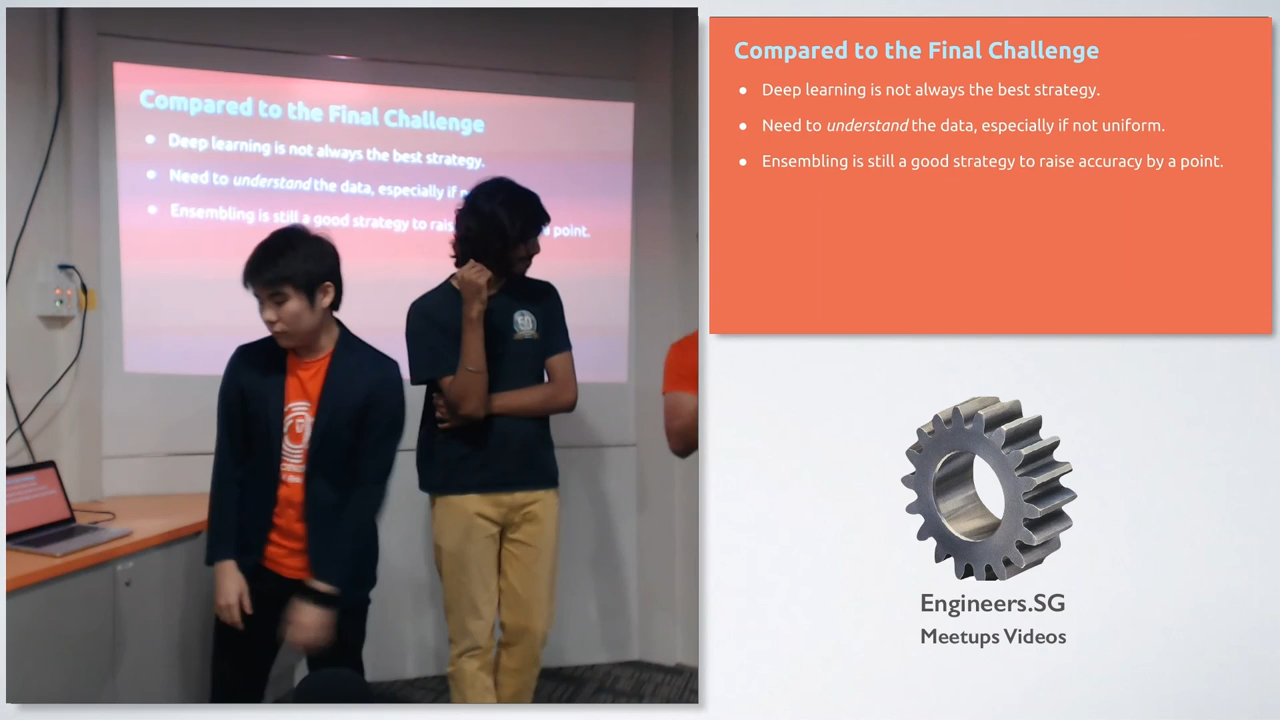 Compared to the Final Challenge
● Deep learning is not always the best strategy.
● Need to understand the data, especially if n
● Ensembling is still a good strategy to rais a point.
50
Compared to the Final Challenge
● Deep learning is not always the best strategy.
● Need to understand the data, especially if not uniform.
● Ensembling is still a good strategy to raise accuracy by a point.
Engineers.SG
Meetups Videos